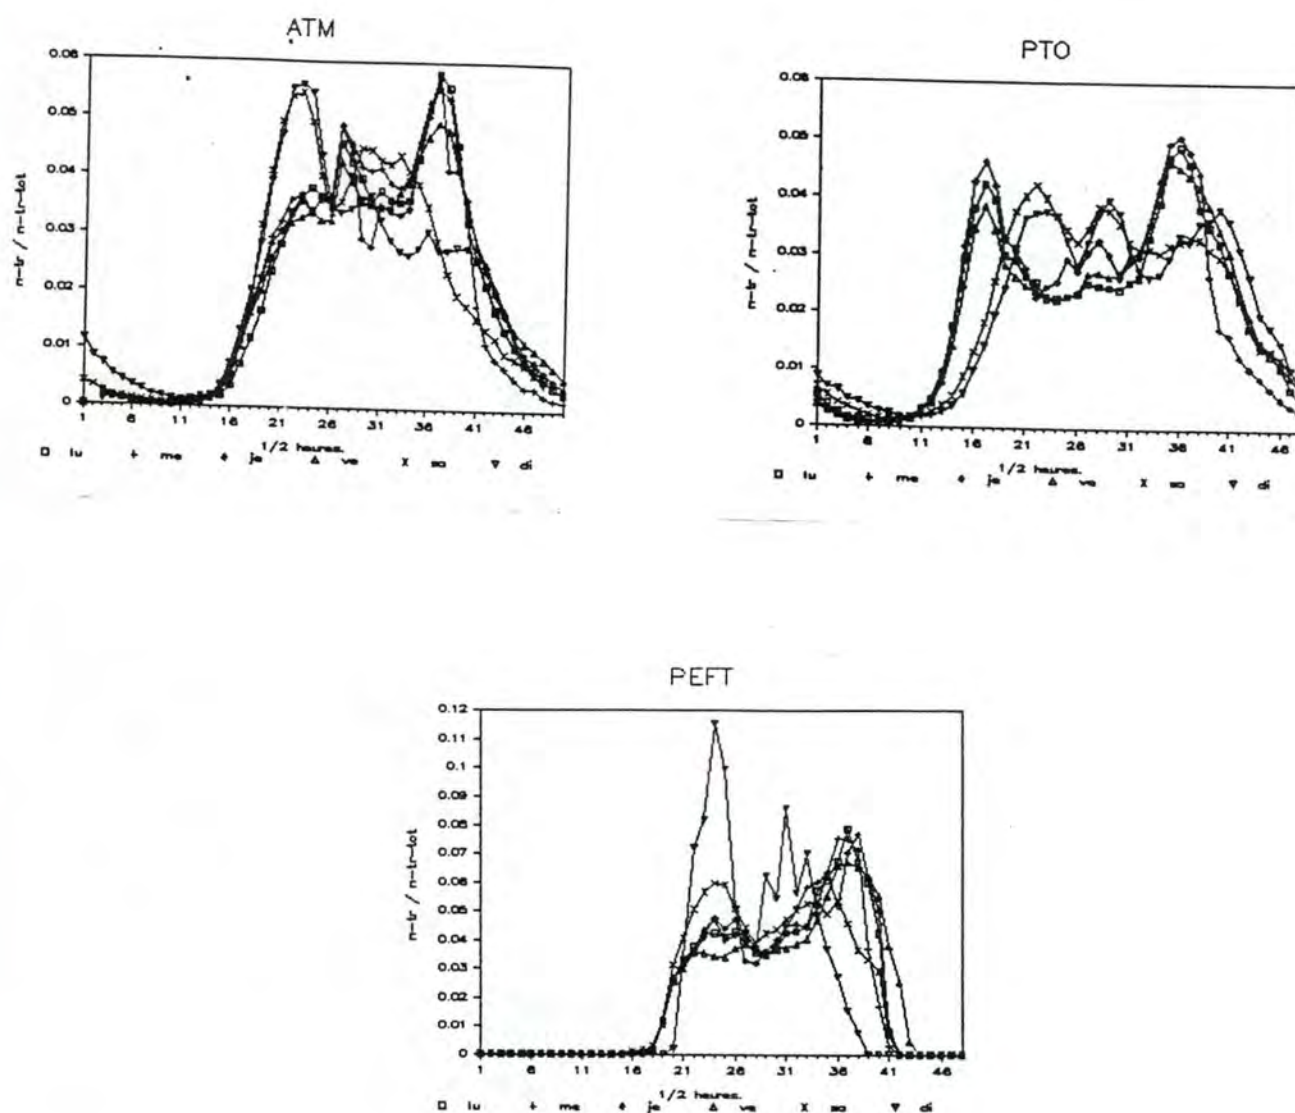 ATM
0.06
0.05
0.04
0.03
0.02
0.01
0
n-tr / n-tr-tot
1 6 11 16 21 26 31 36 41 46
1/2 heures.
lu me je ve sa di
PTO
0.06
0.05
0.04
0.03
0.02
0.01
0
n-tr / n-tr-tot
1 6 11 16 21 26 31 36 41 46
1/2 heures.
lu me je ve sa di
PEFT
0.12
0.11
0.1
0.09
0.08
0.07
0.06
0.05
0.04
0.03
0.02
0.01
0
n-tr / n-tr-tot
1 6 11 16 21 26 31 36 41 46
1/2 heures.
lu me je ve sa di